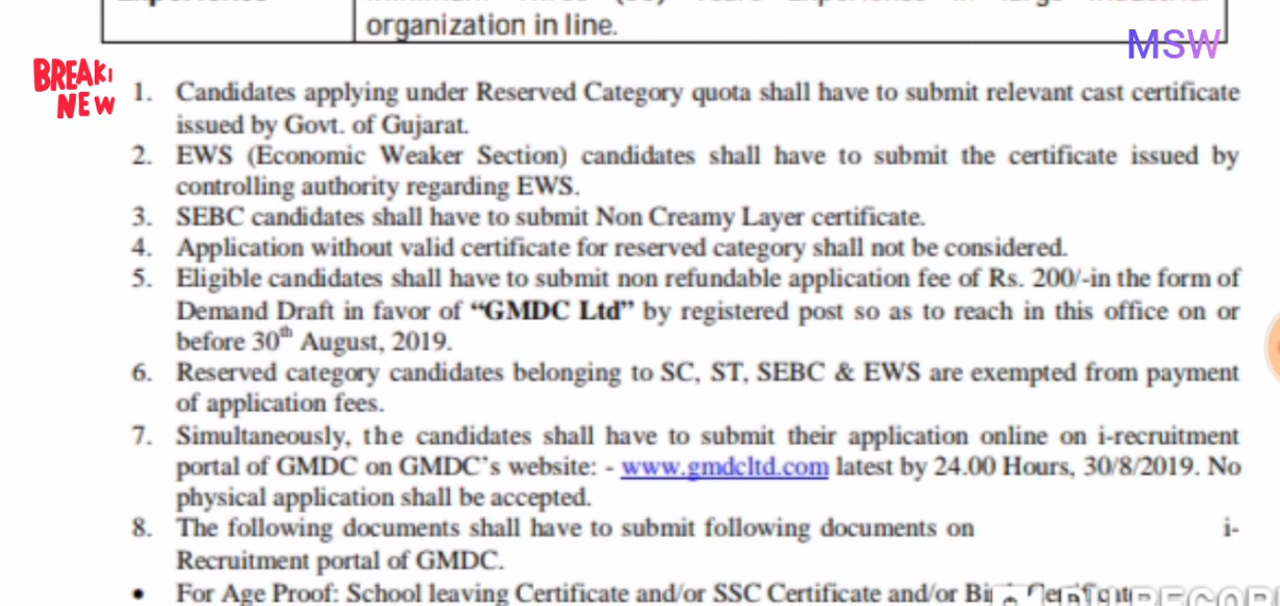 Experience
Minimum Three (03) Years Experience in large industrial
organization in line.
MSW
BREAKI
NEW
1. Candidates applying under Reserved Category quota shall have to submit relevant cast certificate
issued by Govt. of Gujarat.
2. EWS (Economic Weaker Section) candidates shall have to submit the certificate issued by
controlling authority regarding EWS.
3. SEBC candidates shall have to submit Non Creamy Layer certificate.
4. Application without valid certificate for reserved category shall not be considered.
5. Eligible candidates shall have to submit non refundable application fee of Rs. 200/-in the form of
Demand Draft in favor of “GMDC Ltd” by registered post so as to reach in this office on or
before 30th August, 2019.
6. Reserved category candidates belonging to SC, ST, SEBC & EWS are exempted from payment
of application fees.
7. Simultaneously, the candidates shall have to submit their application online on i-recruitment
portal of GMDC on GMDC’s website: - www.gmdcltd.com latest by 24.00 Hours, 30/8/2019. No
physical application shall be accepted.
8. The following documents shall have to submit following documents on i-
Recruitment portal of GMDC.
• For Age Proof: School leaving Certificate and/or SSC Certificate and/or